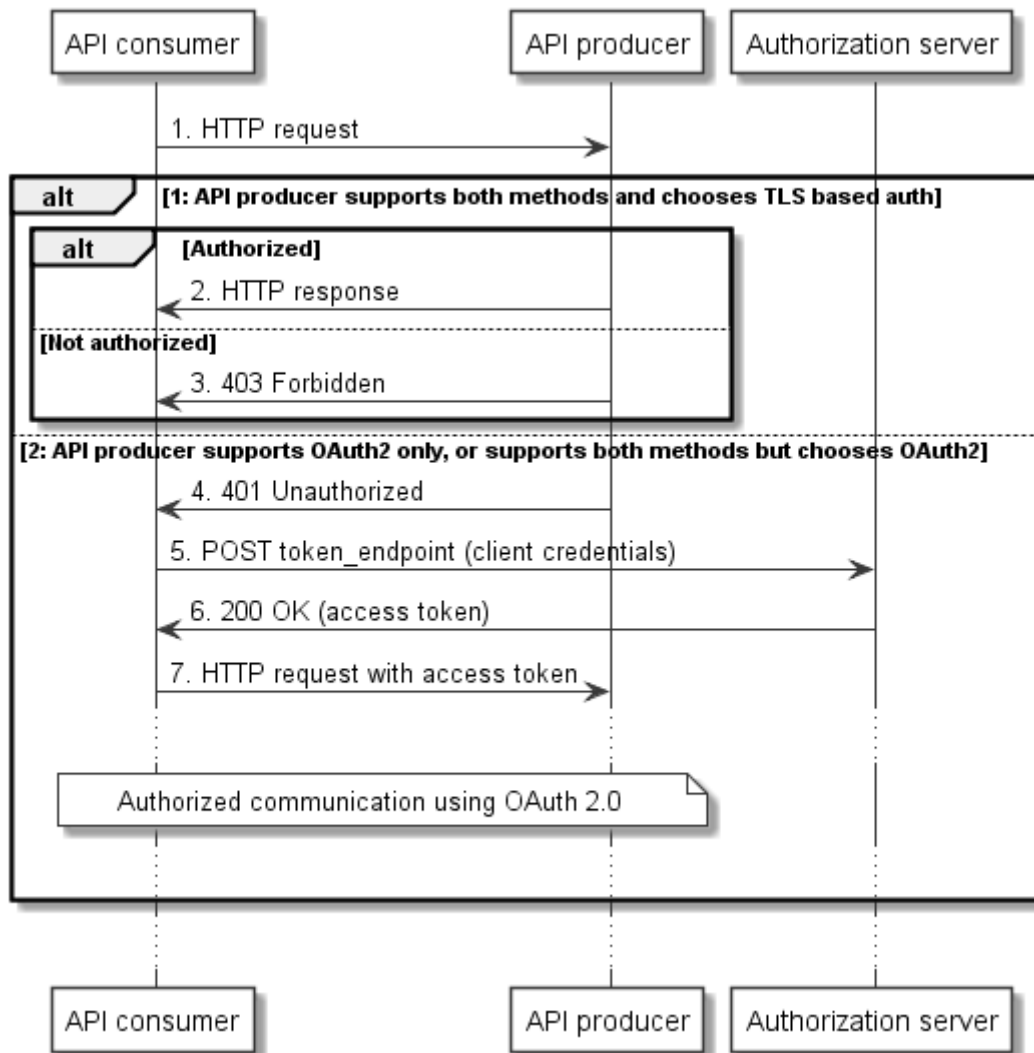 API consumer
API producer
Authorization server
1. HTTP request
alt
[1: API producer supports both methods and chooses TLS based auth]
alt
[Authorized]
2. HTTP response
[Not authorized]
3. 403 Forbidden
[2: API producer supports OAuth2 only, or supports both methods but chooses OAuth2]
4. 401 Unauthorized
5. POST token_endpoint (client credentials)
6. 200 OK (access token)
7. HTTP request with access token
Authorized communication using OAuth 2.0
API consumer
API producer
Authorization server